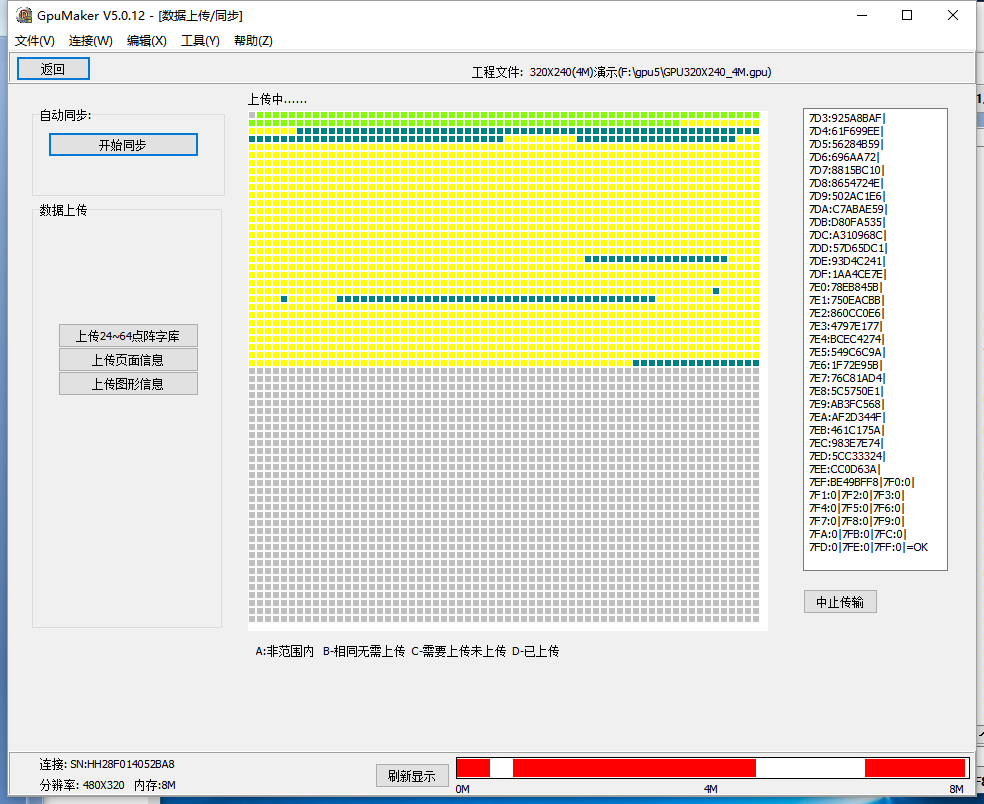 GpuMaker V5.0.12 - [数据上传/同步]
文件(V) 连接(W) 编辑(X) 工具(Y) 帮助(Z)
返回
工程文件: 320X240(4M)演示(F:\gpu5\GPU320X240_4M.gpu)
上传中......
自动同步:
开始同步
数据上传
上传24~64点阵字库
上传页面信息
上传图形信息
7D3:925A8BAF|
7D4:61F699EE|
7D5:56284B59|
7D6:696AA72|
7D7:8815BC10|
7D8:8654724E|
7D9:502AC1E6|
7DA:C7ABAE59|
7DB:D80FA535|
7DC:A310968C|
7DD:57D65DC1|
7DE:93D4C241|
7DF:1AA4CE7E|
7E0:78EB845B|
7E1:750EACBB|
7E2:860CC0E6|
7E3:4797E177|
7E4:BCEC4274|
7E5:549C6C9A|
7E6:1F72E95B|
7E7:76C81AD4|
7E8:5C5750E1|
7E9:AB3FC568|
7EA:AF2D344F|
7EB:461C175A|
7EC:983E7E74|
7ED:5CC33324|
7EE:CC0D63A|
7EF:BE49BFF8|7F0:0|
7F1:0|7F2:0|7F3:0|
7F4:0|7F5:0|7F6:0|
7F7:0|7F8:0|7F9:0|
7FA:0|7FB:0|7FC:0|
7FD:0|7FE:0|7FF:0|=OK
中止传输
A:非范围内 B-相同无需上传 C-需要上传未上传 D-已上传
连接: SN:HH28F014052BA8
分辨率: 480X320 内存:8M
刷新显示
0M 4M 8M